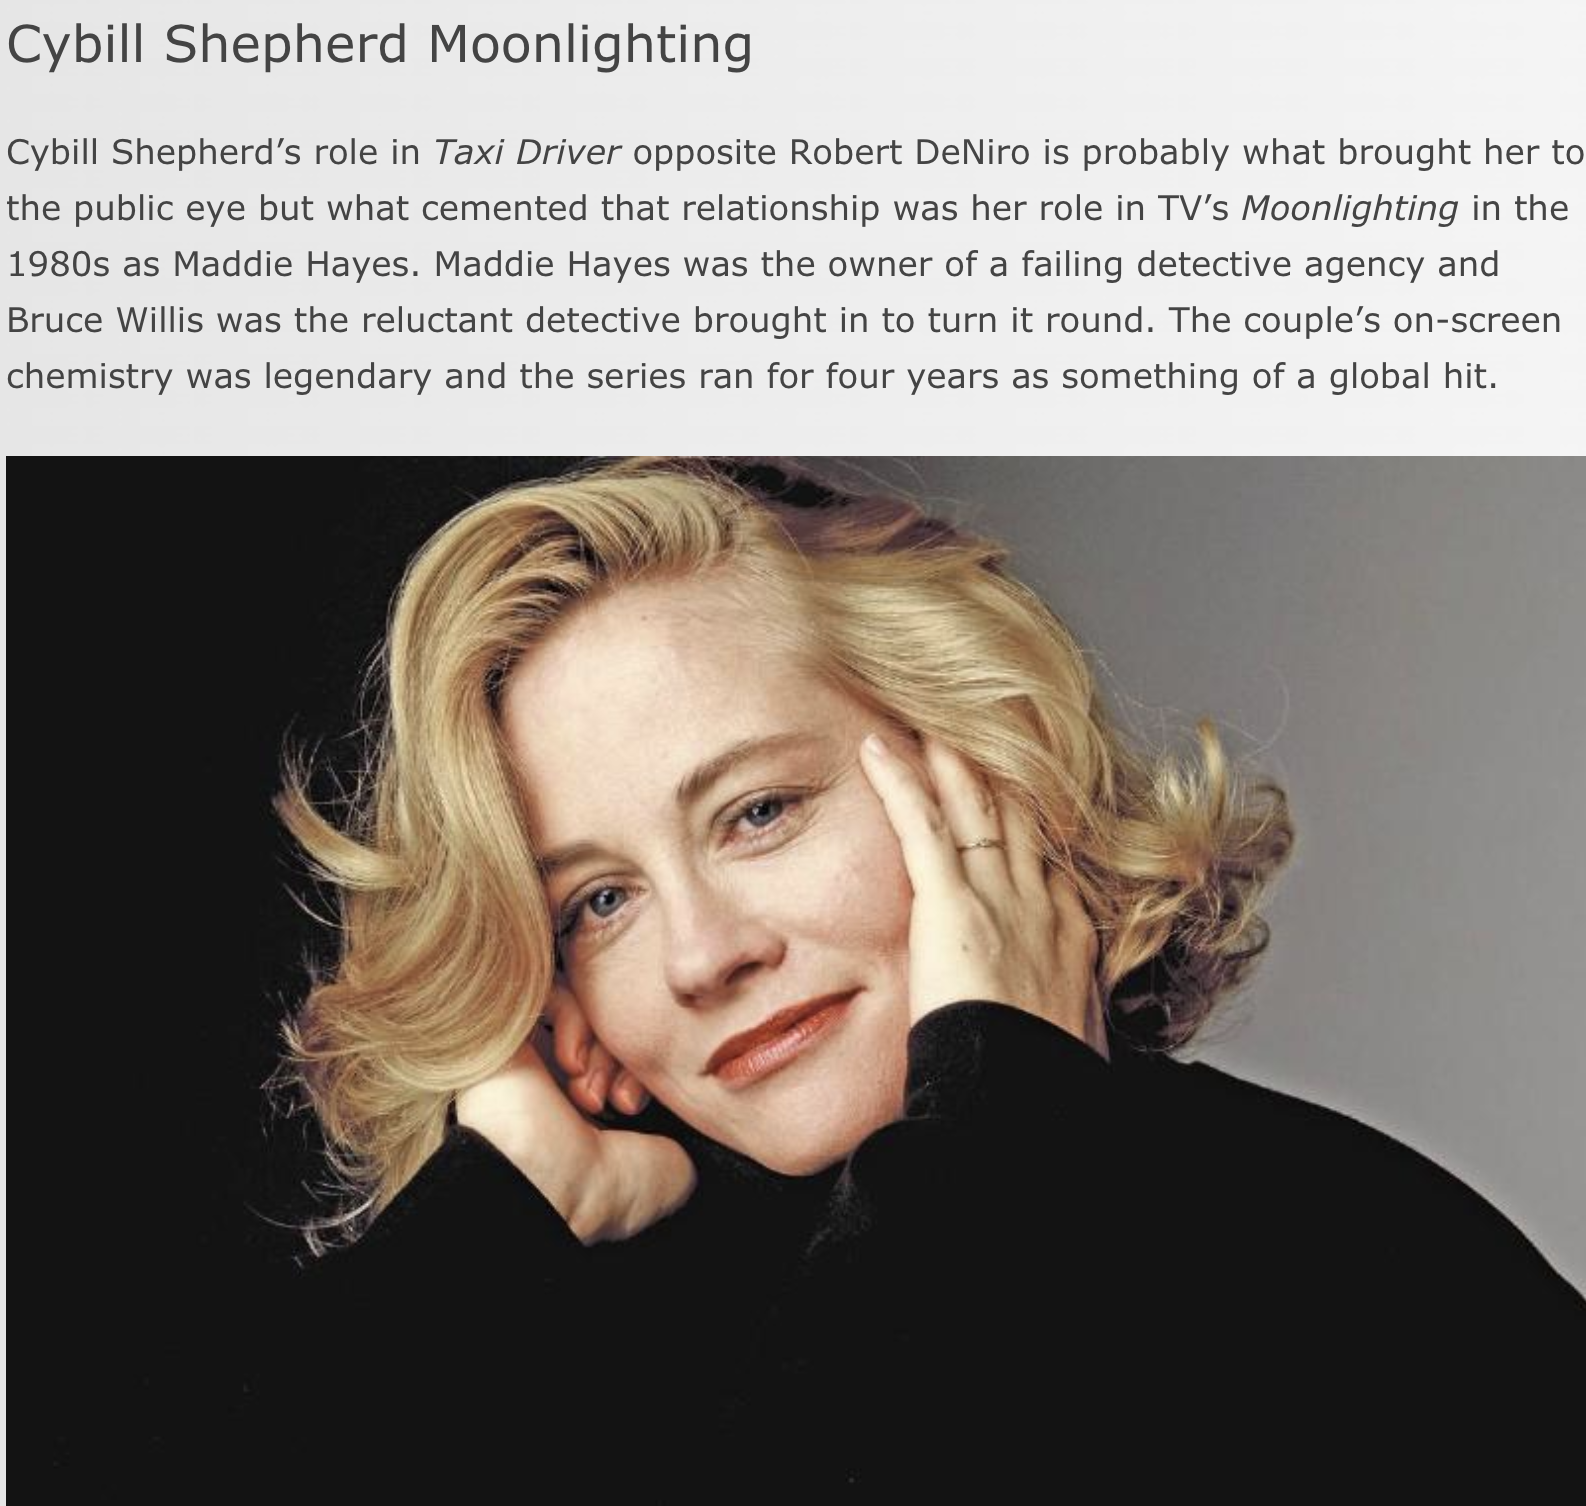 Cybill Shepherd Moonlighting
Cybill Shepherd’s role in Taxi Driver opposite Robert DeNiro is probably what brought her to
the public eye but what cemented that relationship was her role in TV’s Moonlighting in the
1980s as Maddie Hayes. Maddie Hayes was the owner of a failing detective agency and
Bruce Willis was the reluctant detective brought in to turn it round. The couple’s on-screen
chemistry was legendary and the series ran for four years as something of a global hit.